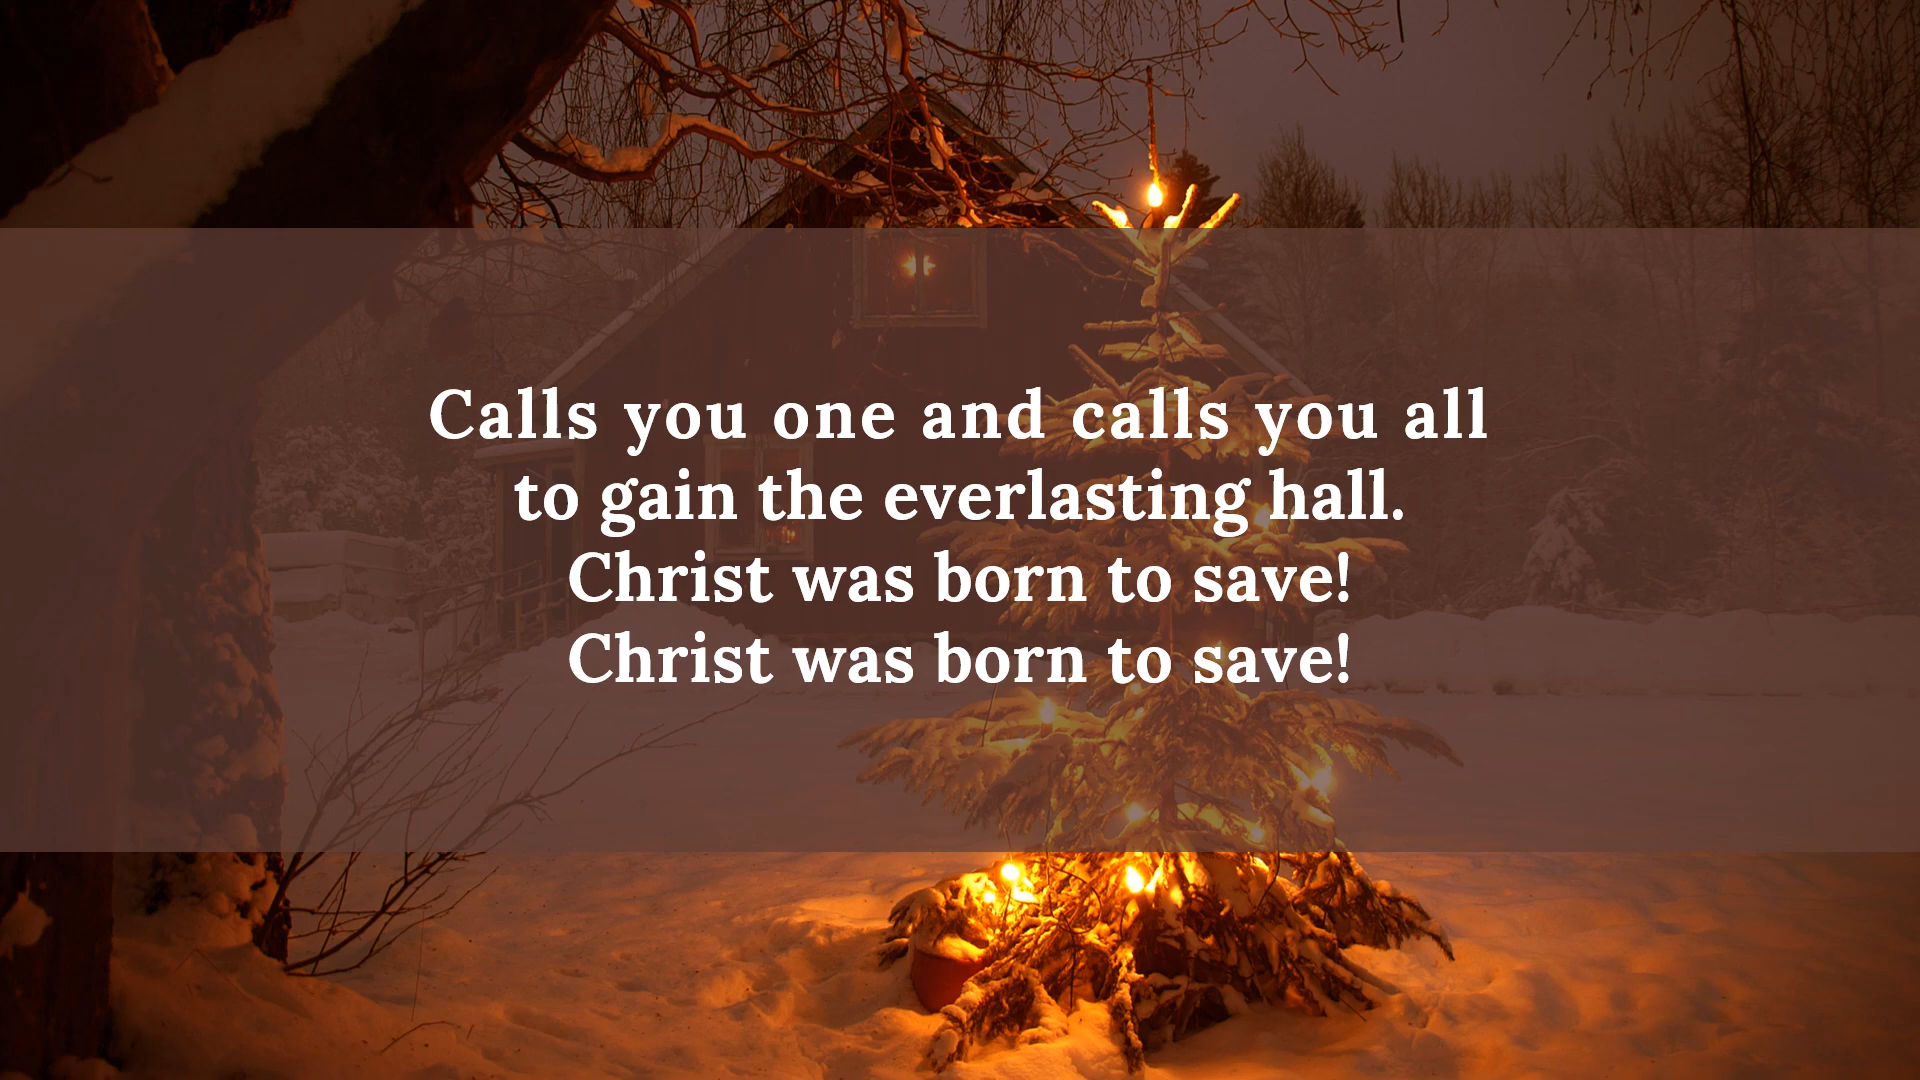 Calls you one and calls you all
to gain the everlasting hall.
Christ was born to save!
Christ was born to save!